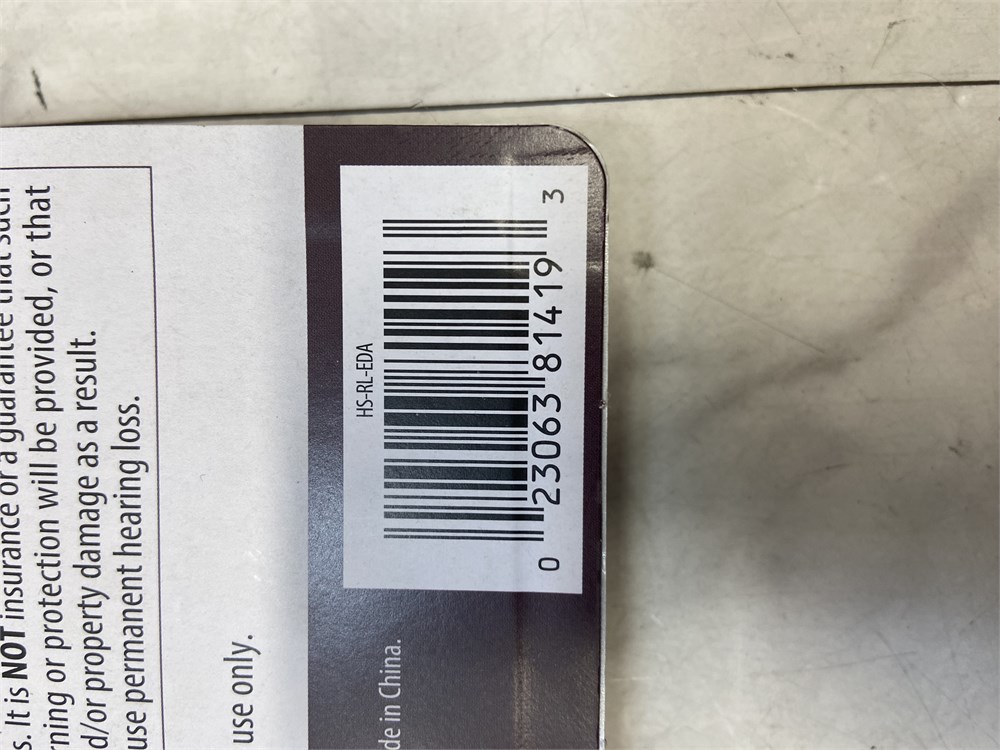 s. It is NOT insurance or a guarantee that such
rning or protection will be provided, or that
d/or property damage as a result.
use permanent hearing loss.
use only.
de in China.
HS-RL-EDA
0 23063 81419 3